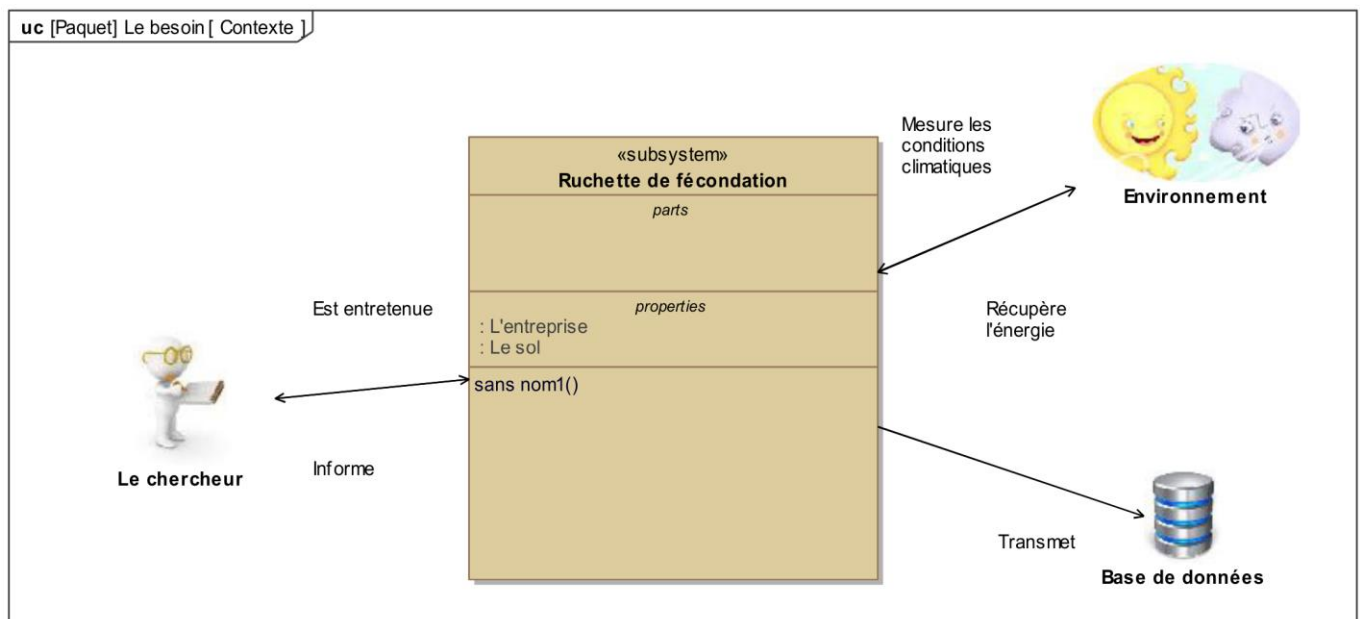 uc [Paquet] Le besoin [ Contexte ]
Mesure les
conditions
climatiques
«subsystem»
Ruchette de fécondation
parts
Environnement
Est entretenue
properties
: L'entreprise
: Le sol
Récupère
l'énergie
sans nom1()
Informe
Le chercheur
Transmet
Base de données